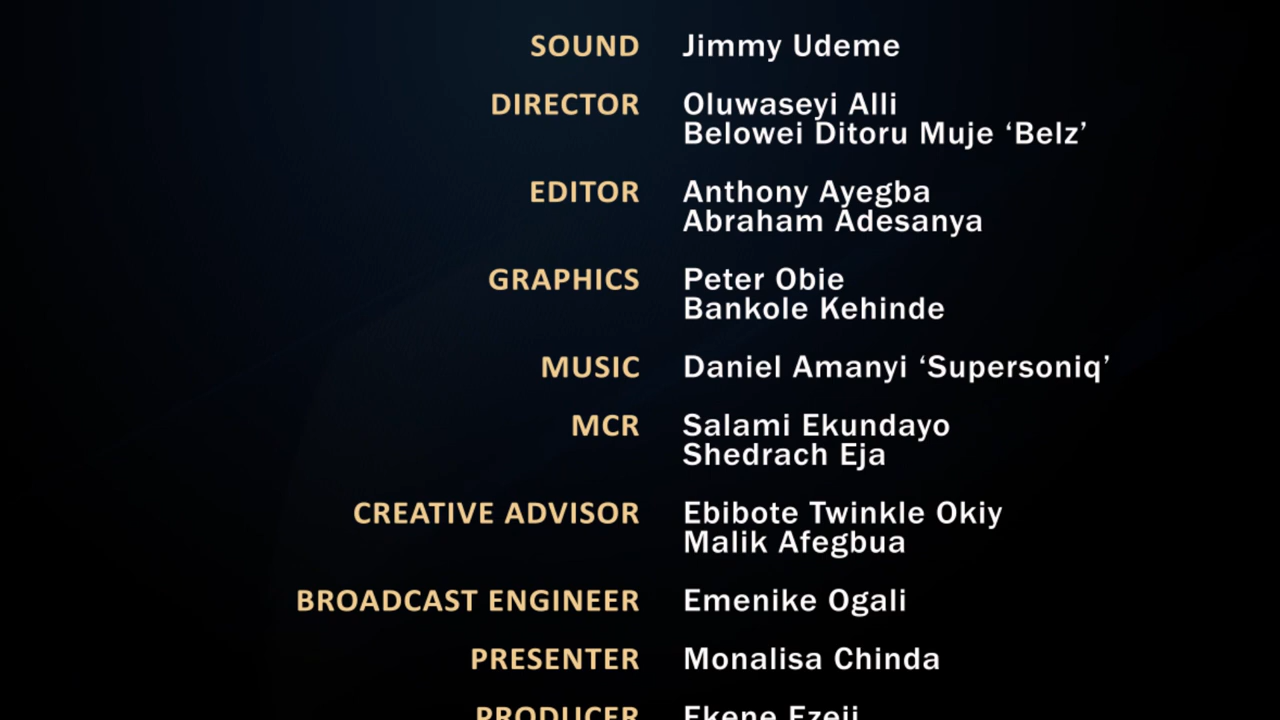 SOUND Jimmy Udeme
DIRECTOR Oluwaseyi Alli
Belowei Ditoru Muje ‘Belz’
EDITOR Anthony Ayegba
Abraham Adesanya
GRAPHICS Peter Obie
Bankole Kehinde
MUSIC Daniel Amanyi ‘Supersoniq’
MCR Salami Ekundayo
Shedrach Eja
CREATIVE ADVISOR Ebibote Twinkle Okiy
Malik Afegbua
BROADCAST ENGINEER Emenike Ogali
PRESENTER Monalisa Chinda
PRODUCER Ekene